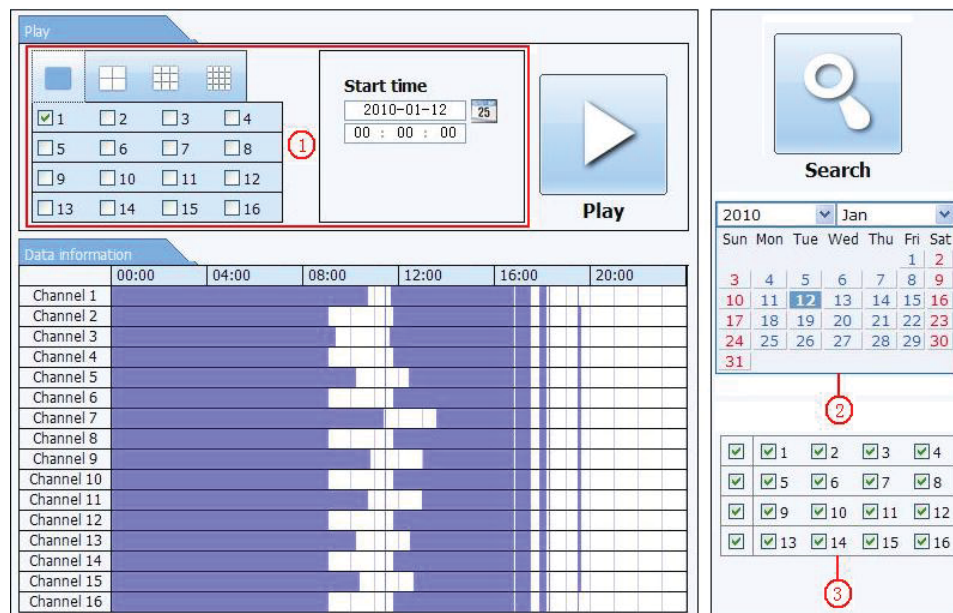 Play
Start time
2010-01-12
25
00 : 00 : 00
1 2 3 4
5 6 7 8
9 10 11 12
13 14 15 16
1
Play
Data information
00:00 04:00 08:00 12:00 16:00 20:00
Channel 1
Channel 2
Channel 3
Channel 4
Channel 5
Channel 6
Channel 7
Channel 8
Channel 9
Channel 10
Channel 11
Channel 12
Channel 13
Channel 14
Channel 15
Channel 16
Search
2010 Jan
Sun Mon Tue Wed Thu Fri Sat
1 2
3 4 5 6 7 8 9
10 11 12 13 14 15 16
17 18 19 20 21 22 23
24 25 26 27 28 29 30
31
2
1 2 3 4
5 6 7 8
9 10 11 12
13 14 15 16
3